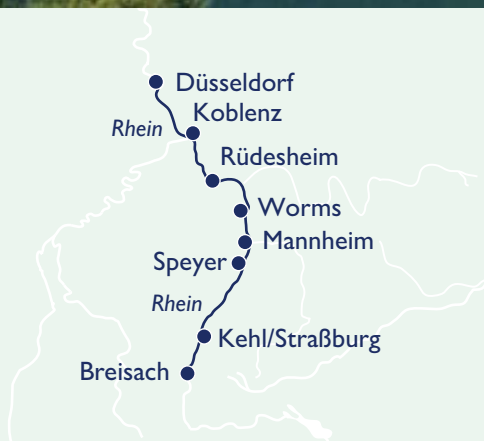 Düsseldorf
Koblenz
Rhein
Rüdesheim
Worms
Mannheim
Speyer
Rhein
Kehl/Straßburg
Breisach